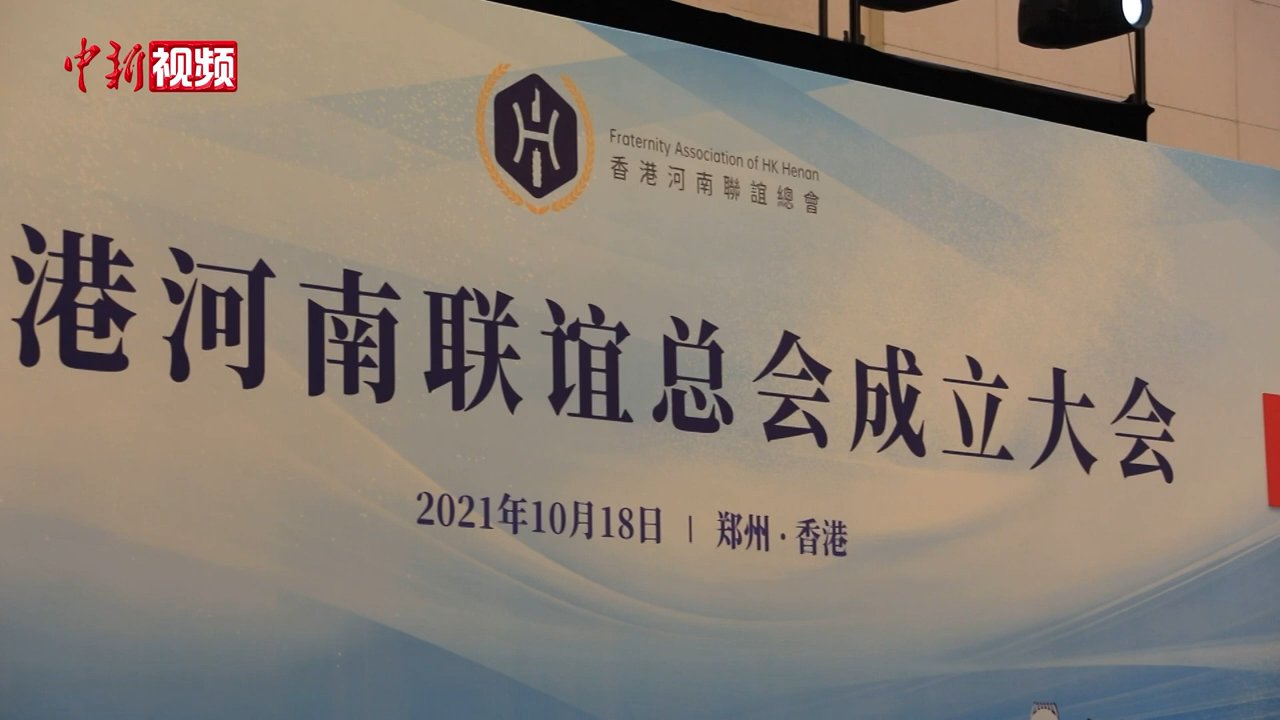 中新视频
Fraternity Association of HK Henan
香港河南聯誼總會
港河南联谊总会成立大会
2021年10月18日 | 郑州·香港